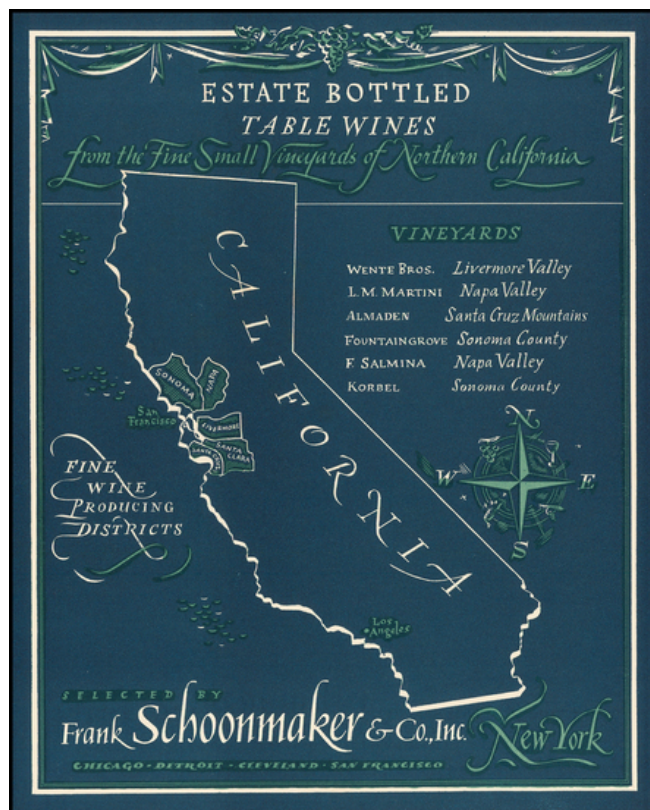 ESTATE BOTTLED
TABLE WINES
from the Fine Small Vineyards of Northern California
CALIFORNIA
VINEYARDS
WENTE BROS. Livermore Valley
L.M. MARTINI Napa Valley
ALMADEN Santa Cruz Mountains
FOUNTAINGROVE Sonoma County
F. SALMINA Napa Valley
KORBEL Sonoma County
SONOMA
NAPA
San Francisco
LIVERMORE
SANTA CLARA
SANTA CRUZ
N
W E
S
FINE
WINE
PRODUCING
DISTRICTS
Los
Angeles
SELECTED BY
Frank Schoonmaker & Co., Inc. New York
CHICAGO - DETROIT - CLEVELAND - SAN FRANCISCO